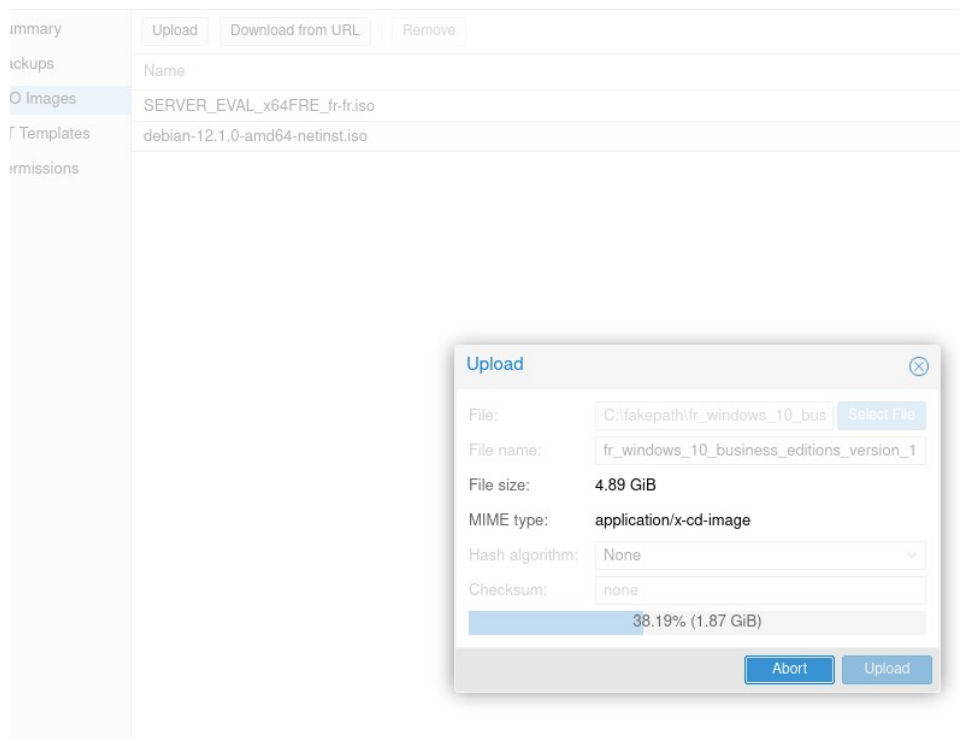 ummary
Upload Download from URL Remove
ackups
Name
O Images
SERVER_EVAL_x64FRE_fr-fr.iso
T Templates
debian-12.1.0-amd64-netinst.iso
ermissions
Upload
File: C:\fakepath\fr_windows_10_bus Select File
File name: fr_windows_10_business_editions_version_1
File size: 4.89 GiB
MIME type: application/x-cd-image
Hash algorithm: None
Checksum: none
38.19% (1.87 GiB)
Abort Upload